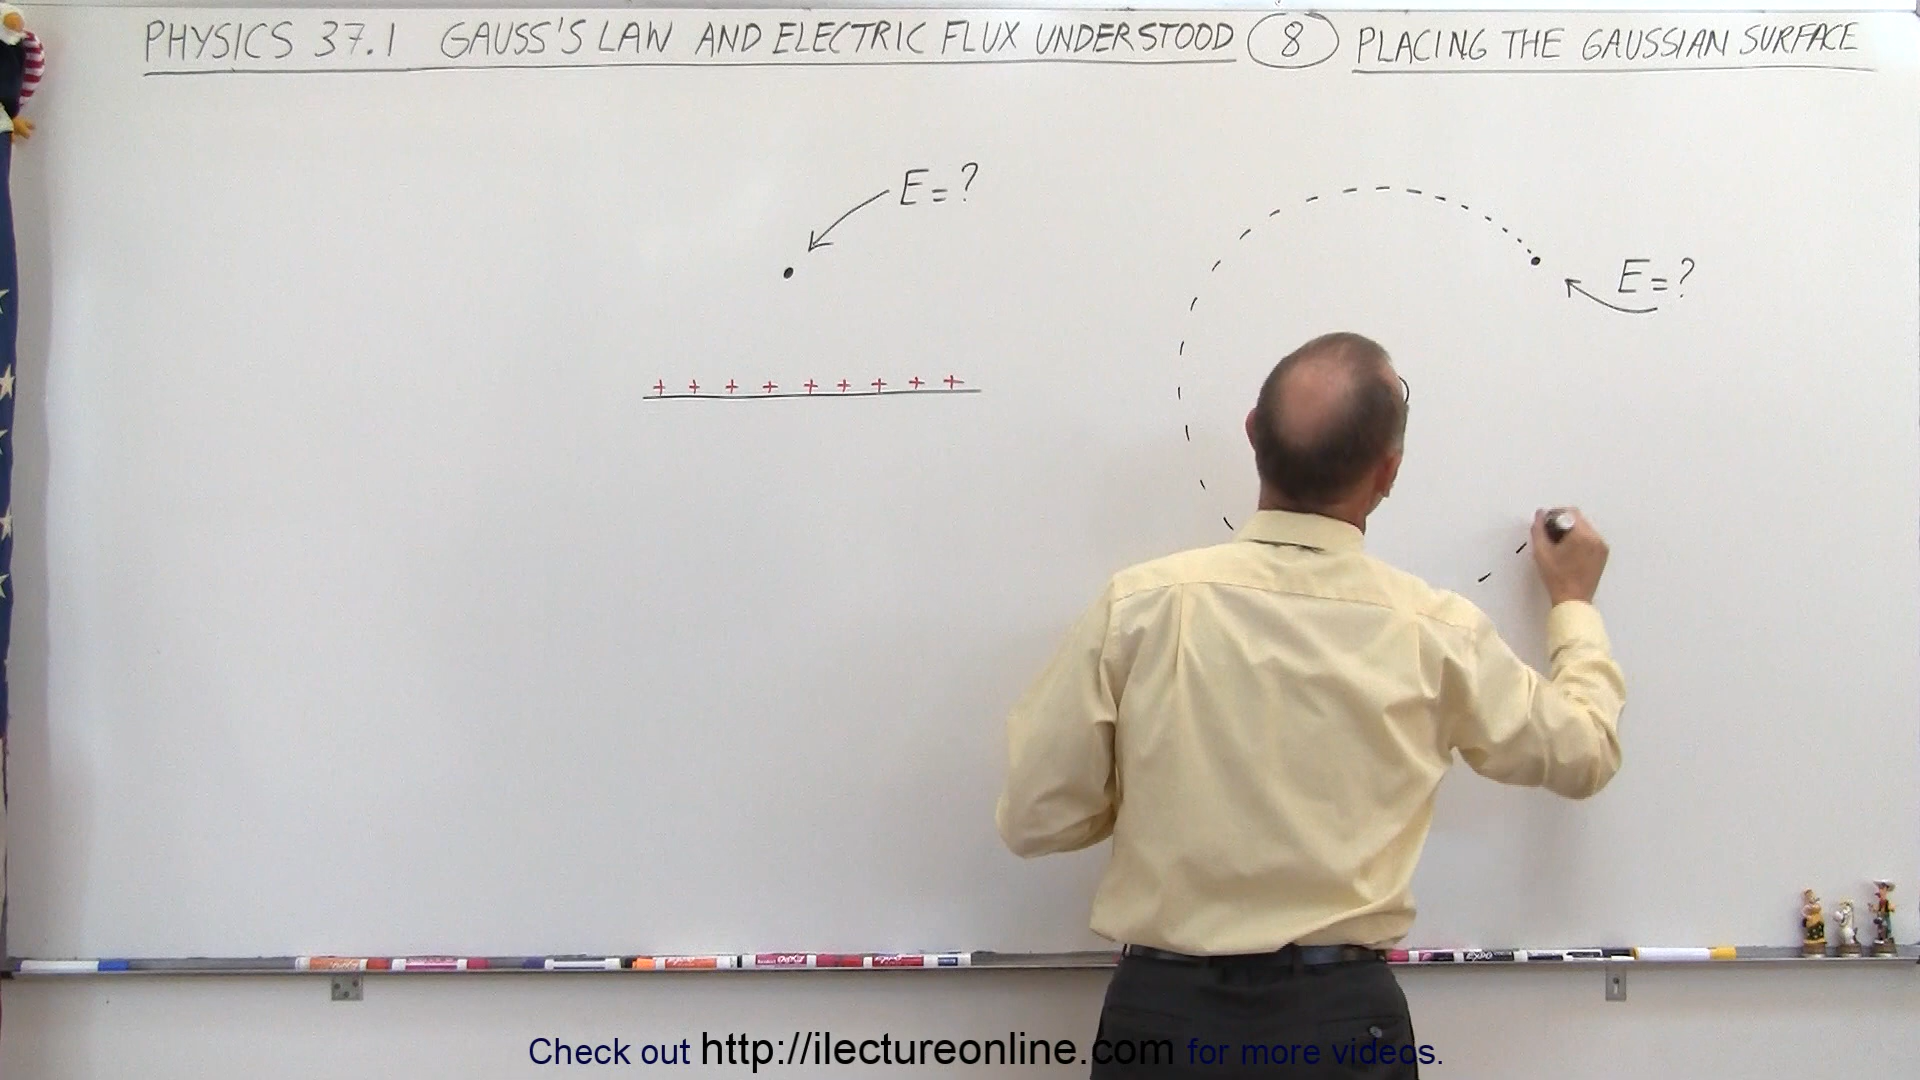 PHYSICS 37.1 GAUSS'S LAW AND ELECTRIC FLUX UNDERSTOOD 8 PLACING THE GAUSSIAN SURFACE
E = ?
E = ?
+ + + + + + + + +
EXPO
Check out http://ilectureonline.com for more videos.